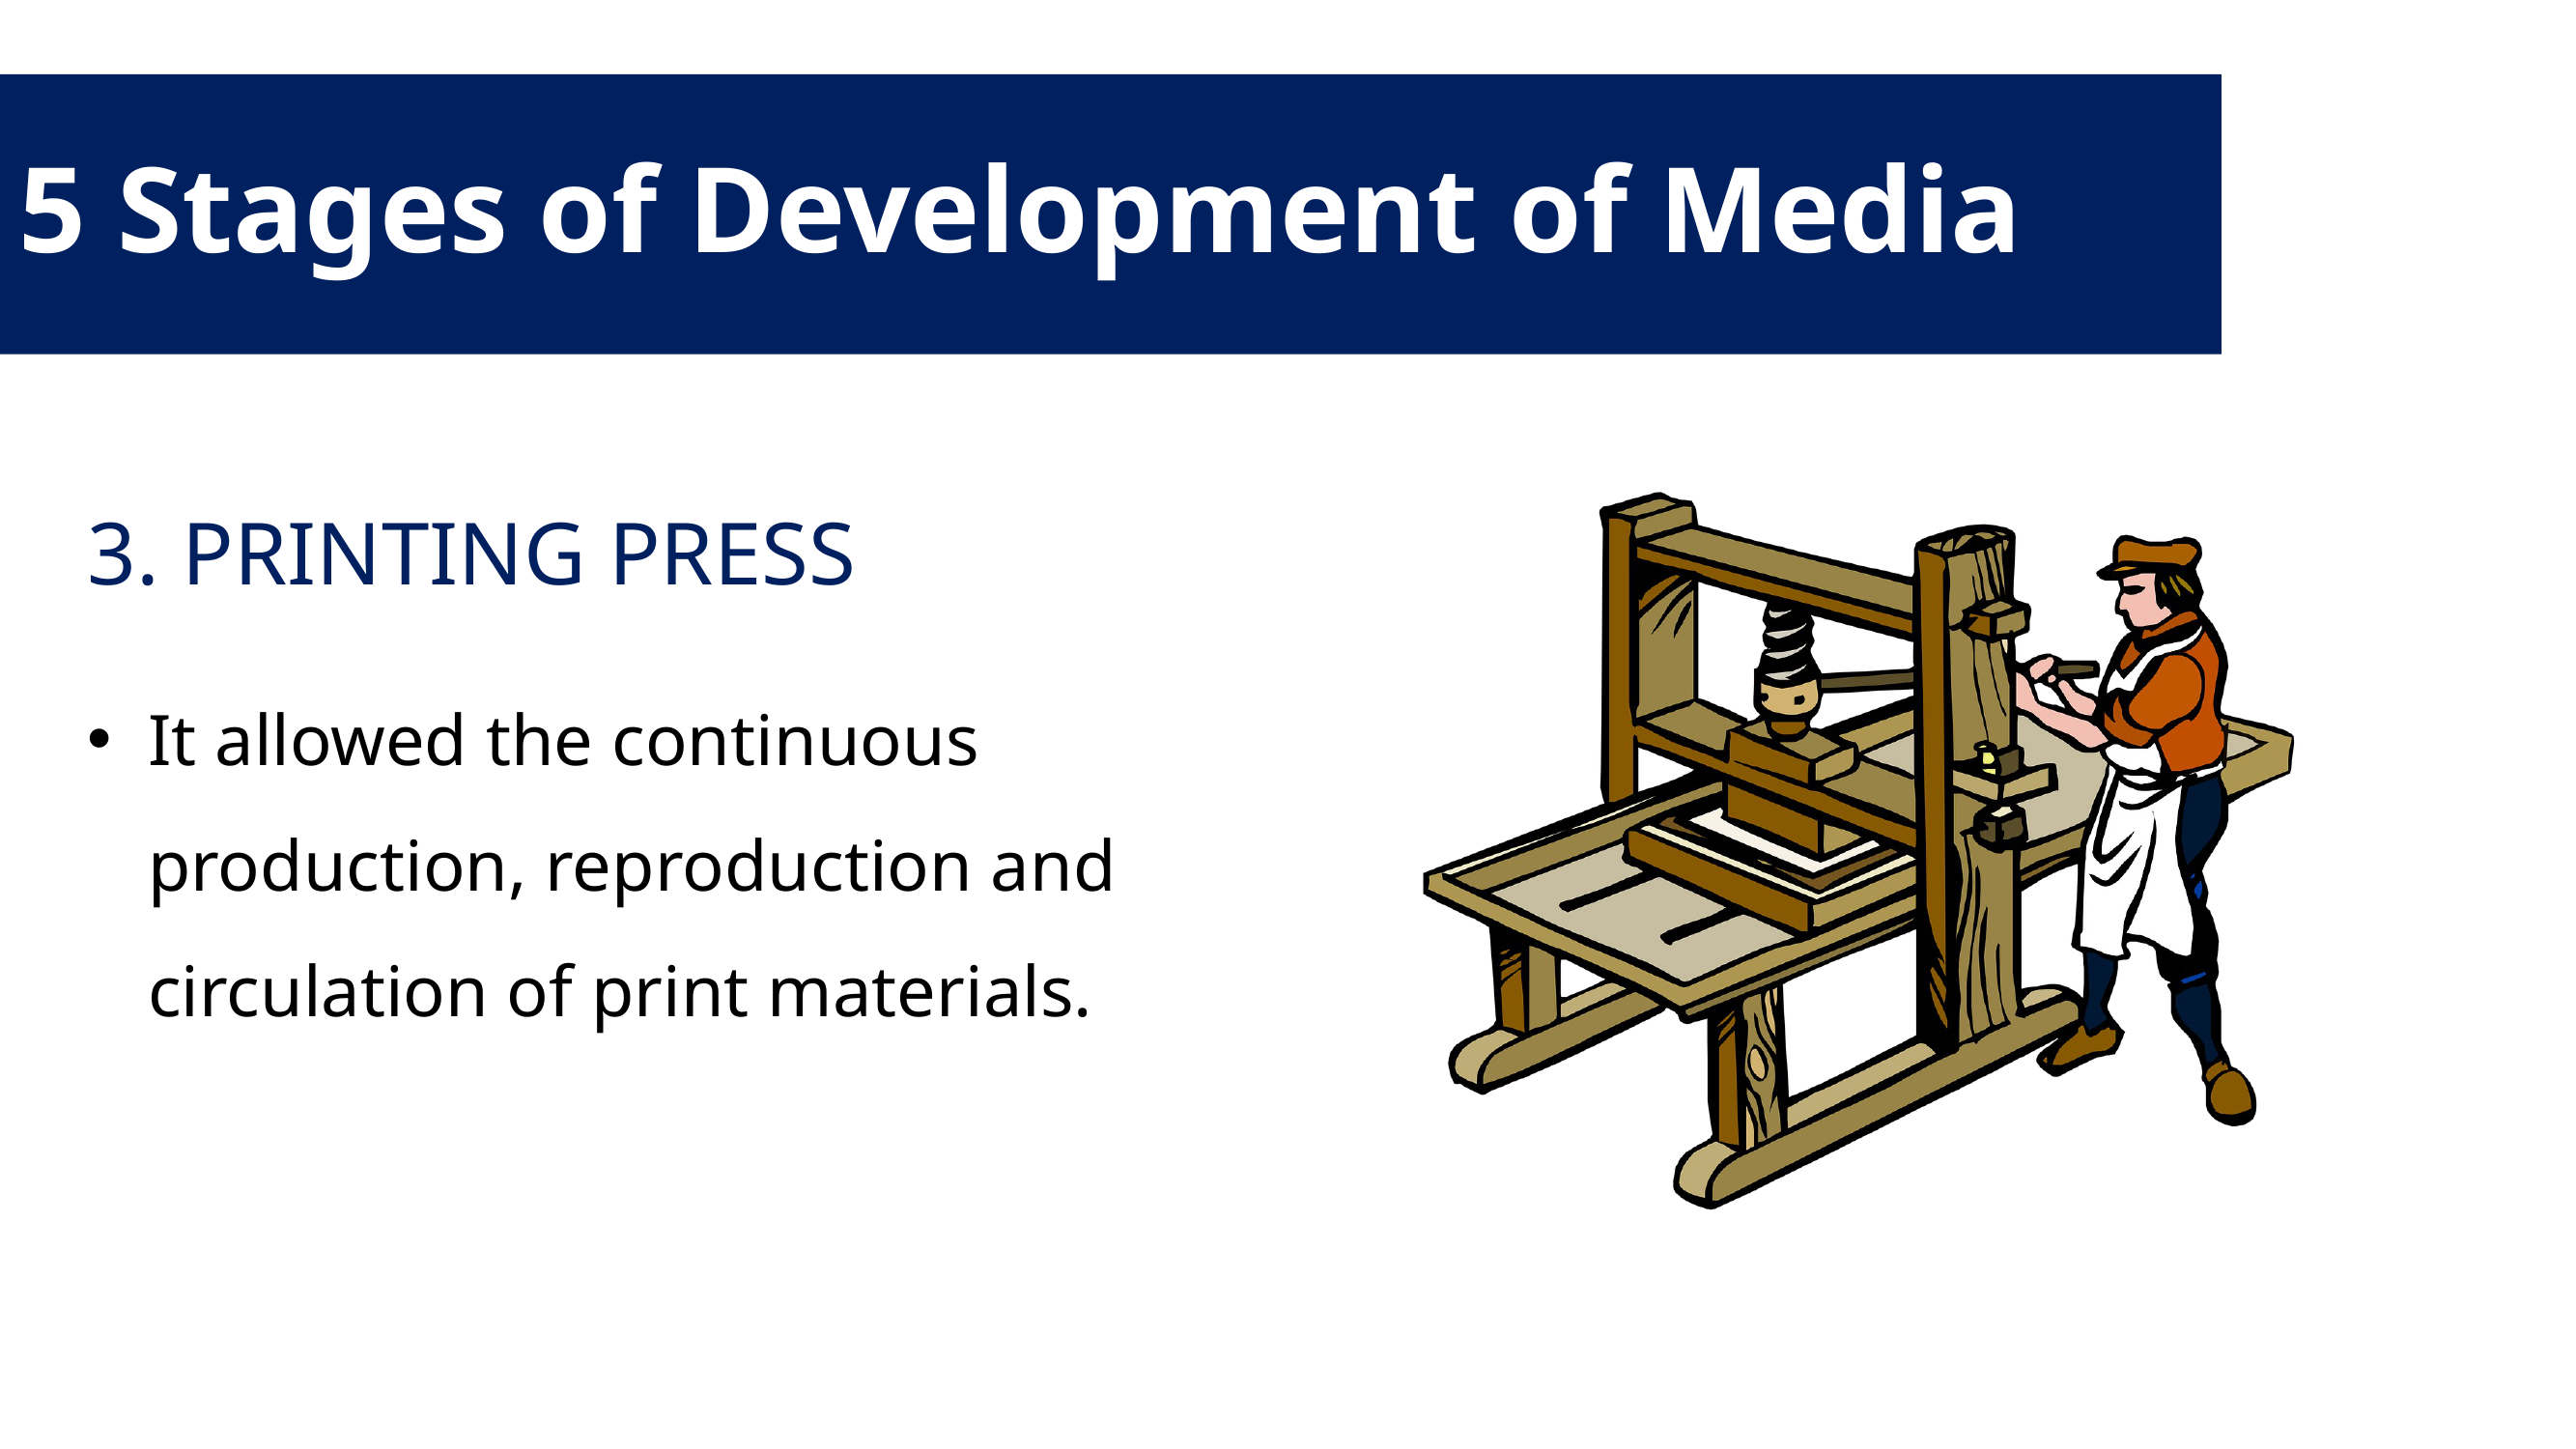 5 Stages of Development of Media
3. PRINTING PRESS
• It allowed the continuous
production, reproduction and
circulation of print materials.